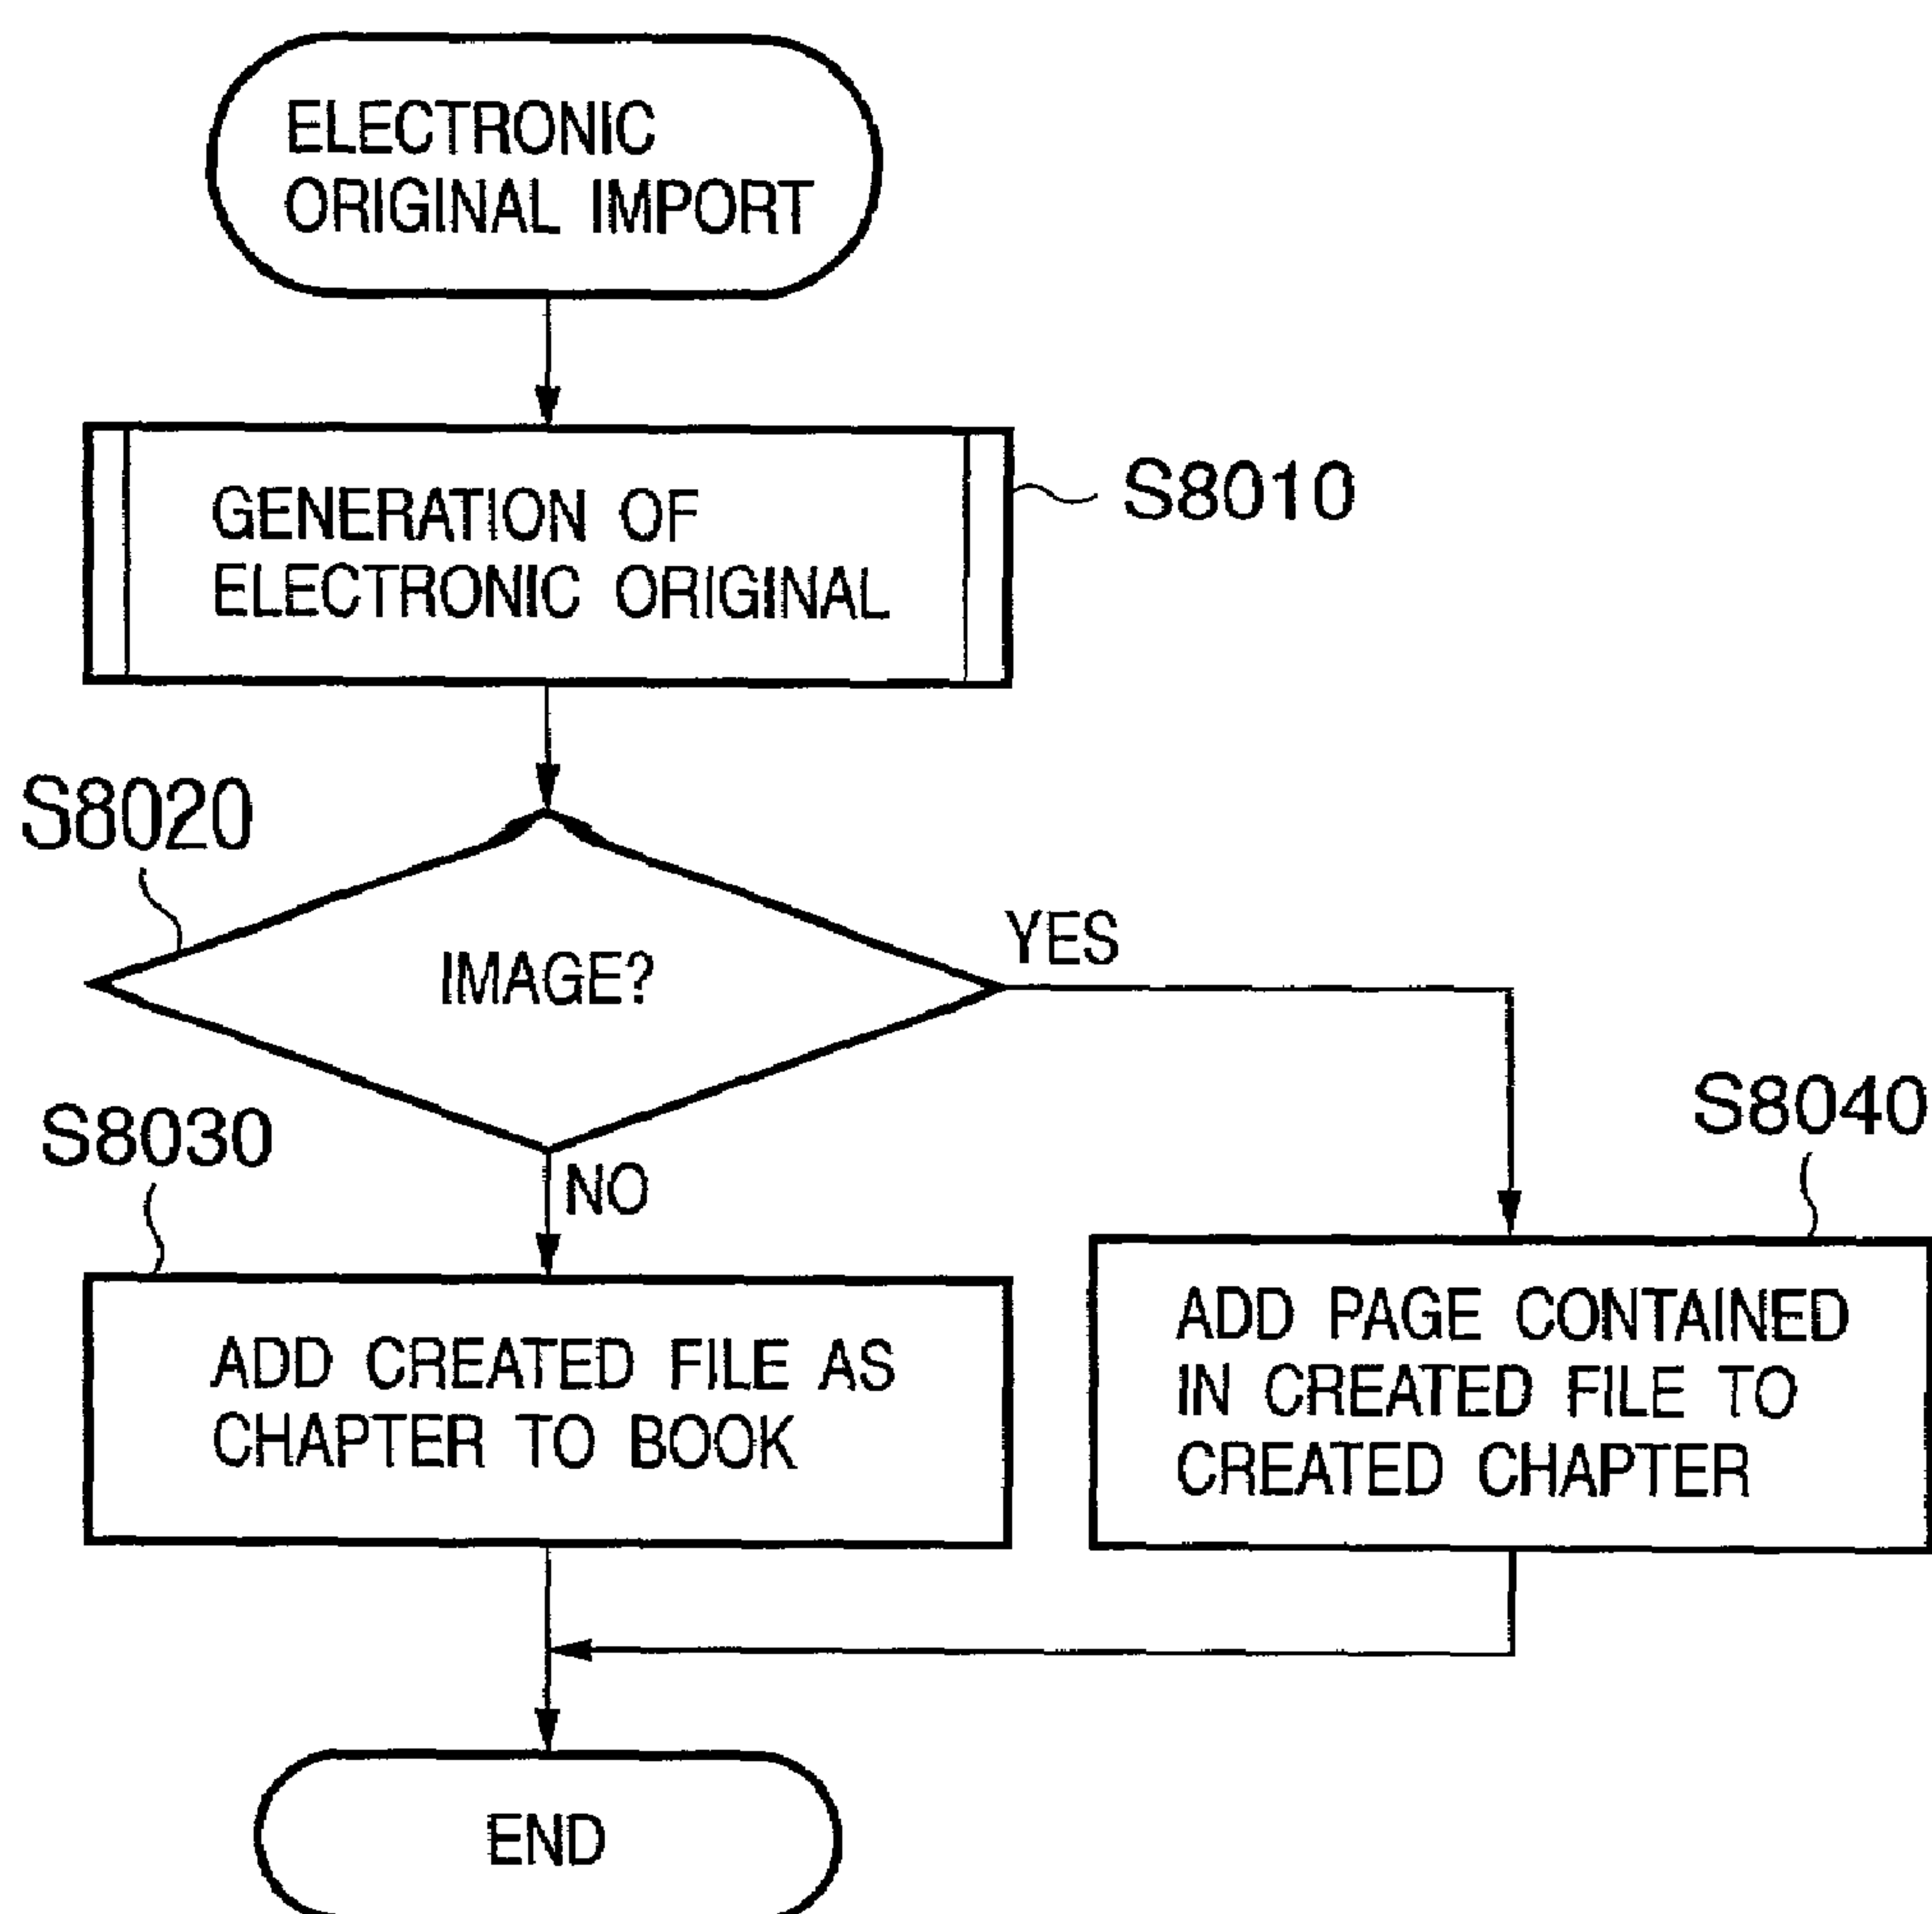 ELECTRONIC
ORIGINAL IMPORT
GENERATION OF
ELECTRONIC ORIGINAL
S8010
S8020
IMAGE?
YES
NO
S8030
ADD CREATED FILE AS
CHAPTER TO BOOK
S8040
ADD PAGE CONTAINED
IN CREATED FILE TO
CREATED CHAPTER
END